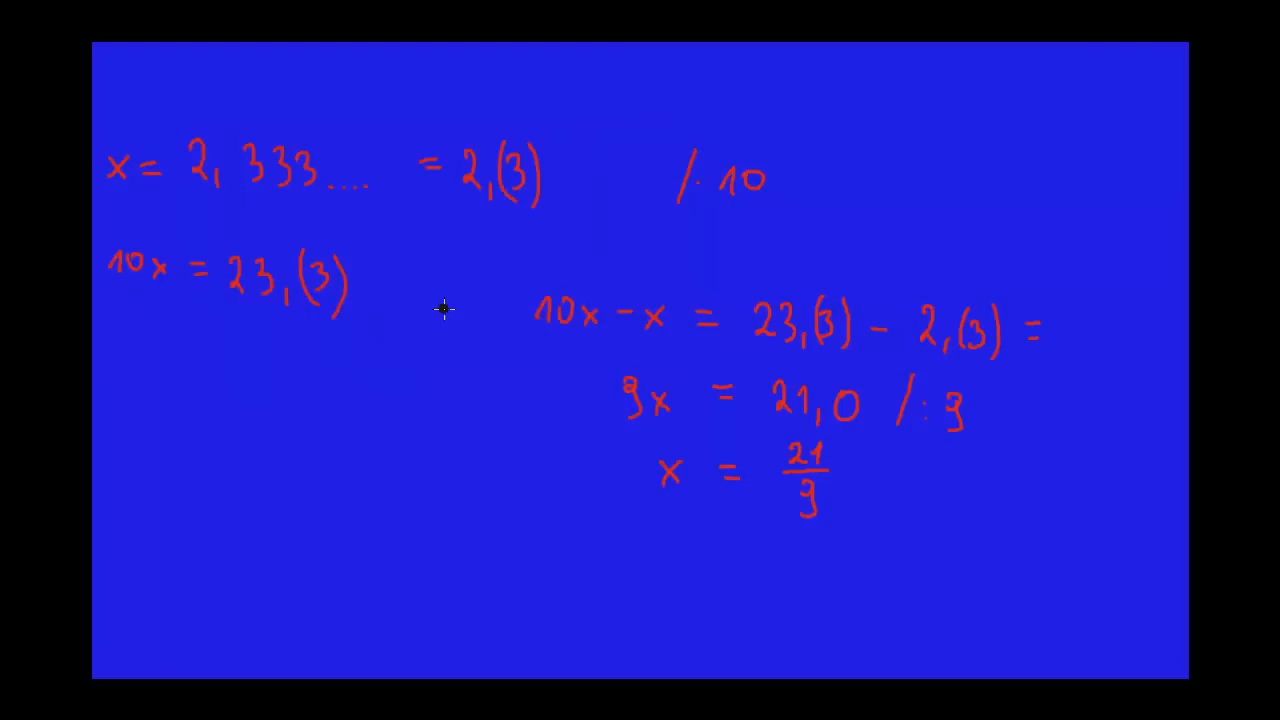 x = 2,333.... = 2,(3) /· 10
10x = 23,(3)
10x - x = 23,(3) - 2,(3) =
9x = 21,0 /: 9
x = 21/9